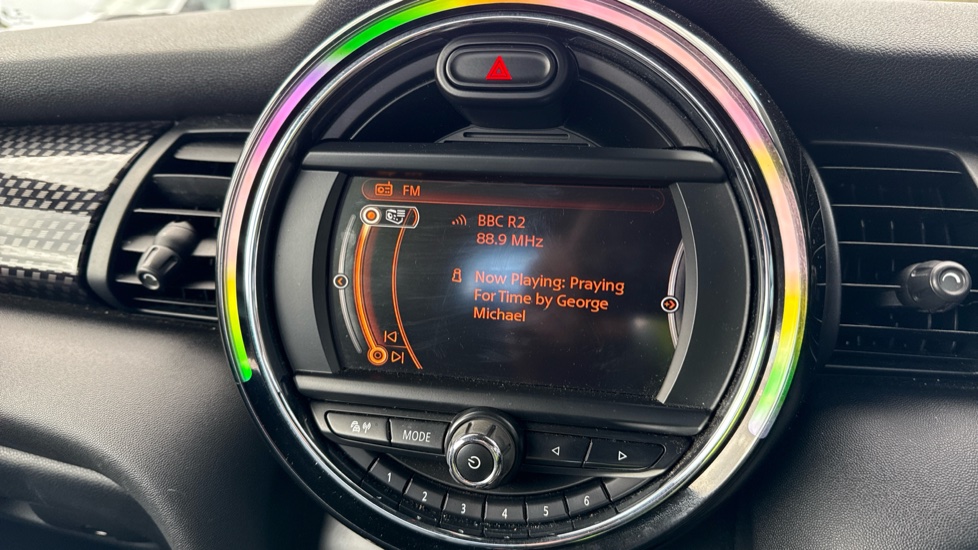 FM
BBC R2
88.9 MHz
Now Playing: Praying
For Time by George
Michael
MODE
1
2
3
4
5
6